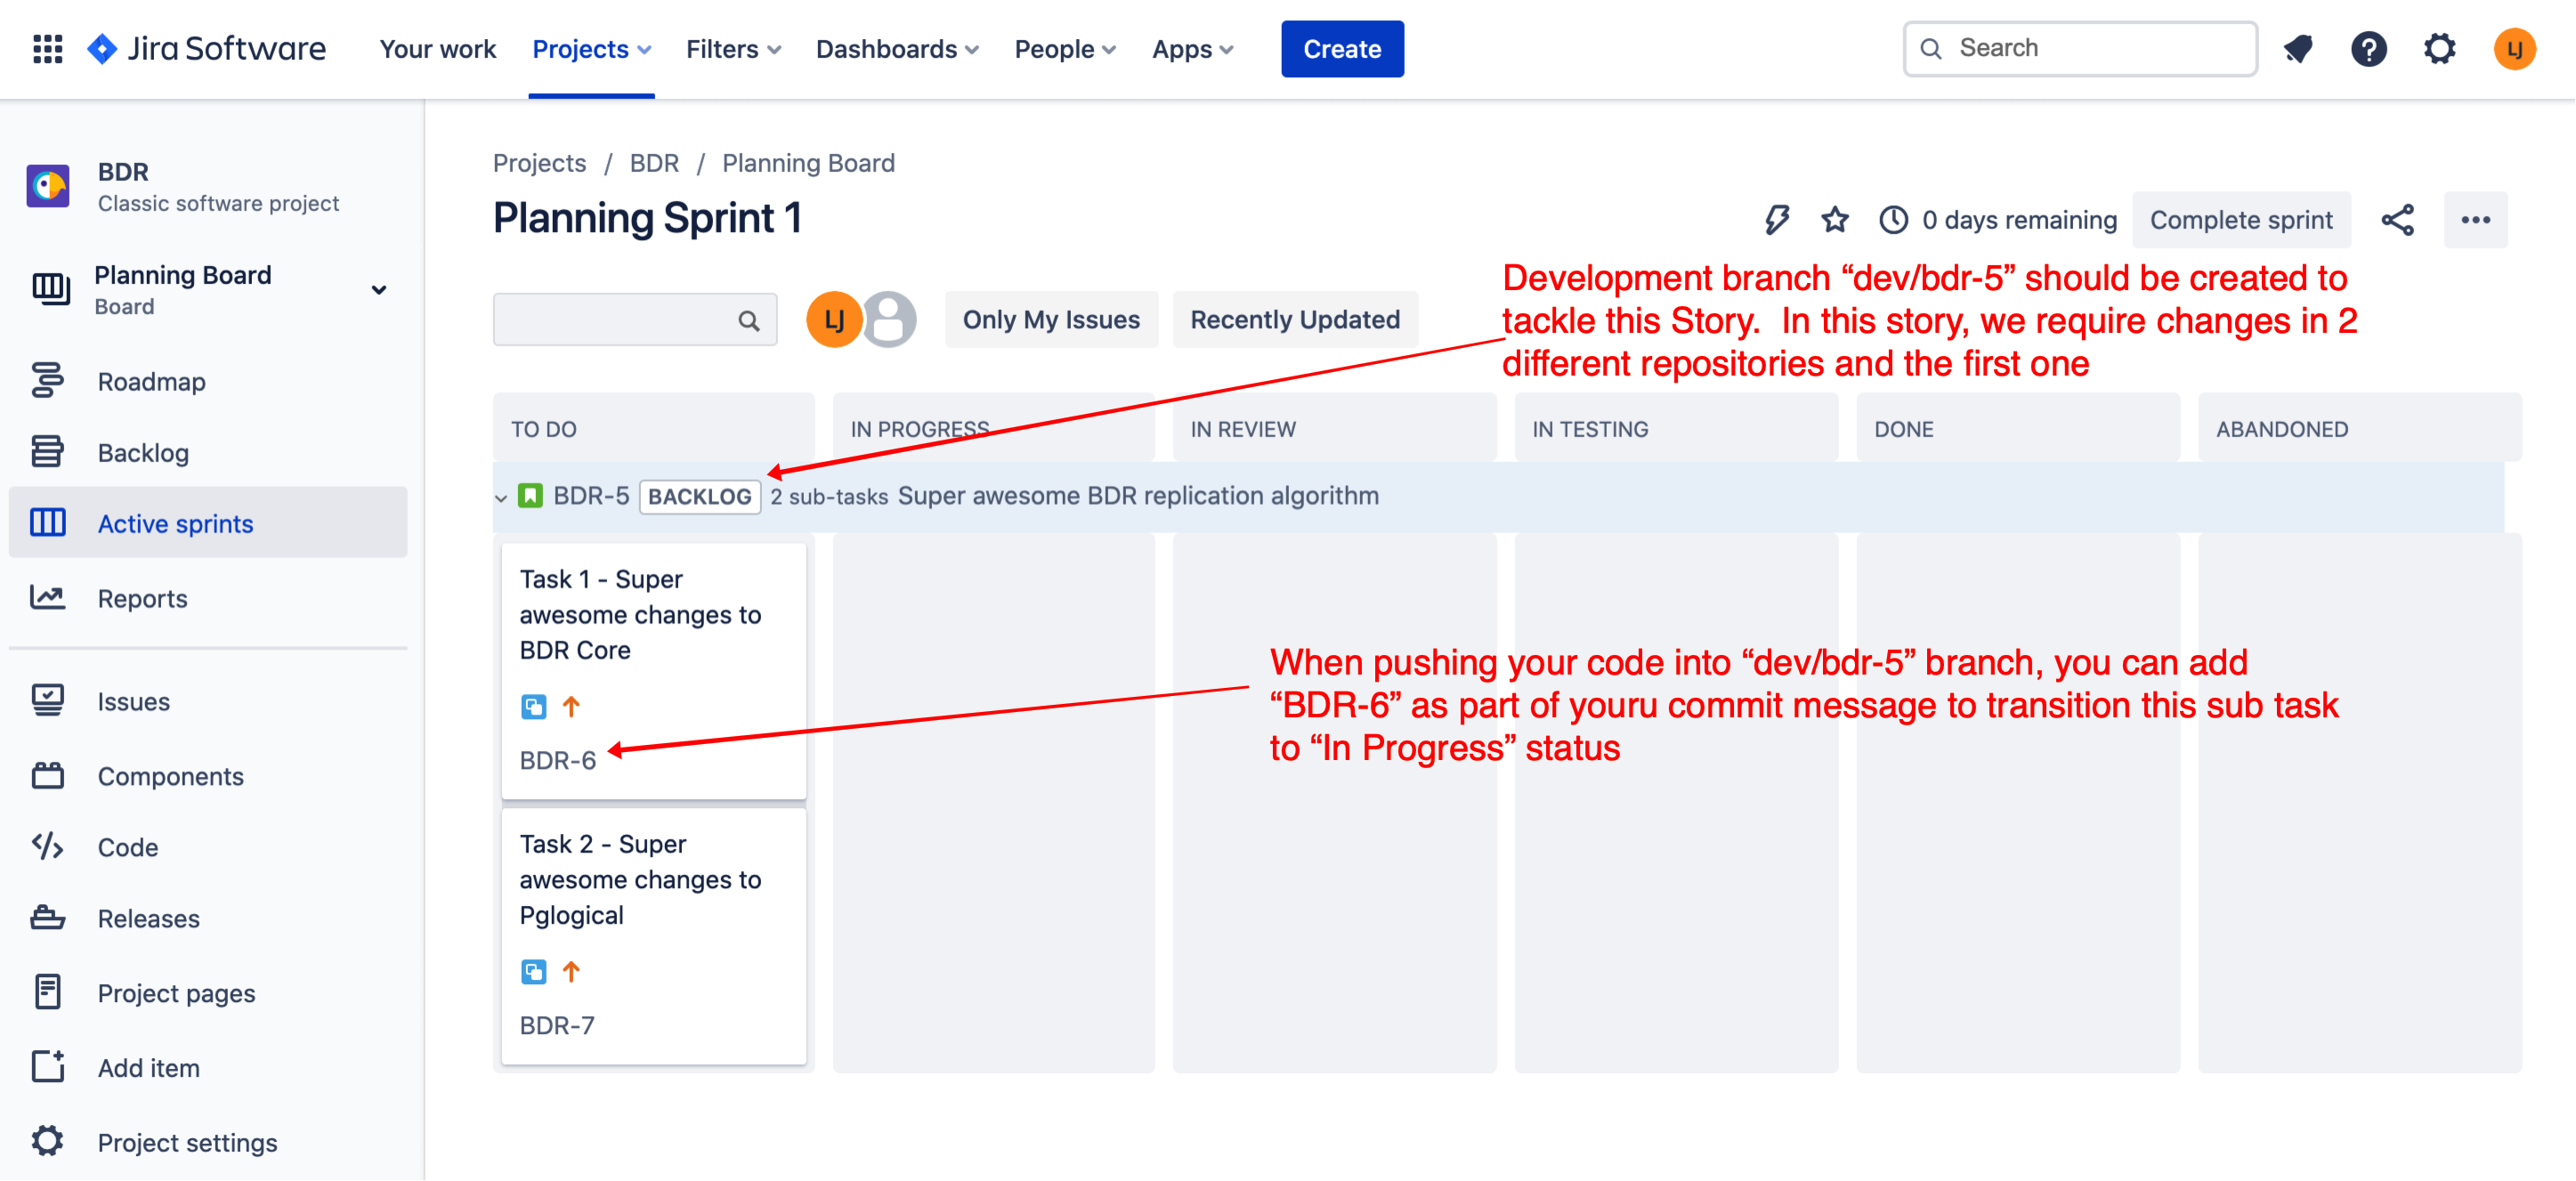 Jira Software
Your work
Projects
Filters
Dashboards
People
Apps
Create
Search
LJ
BDR
Classic software project
Planning Board
Board
Roadmap
Backlog
Active sprints
Reports
Issues
Components
Code
Releases
Project pages
Add item
Project settings
Projects / BDR / Planning Board
Planning Sprint 1
0 days remaining
Complete sprint
LJ
Only My Issues
Recently Updated
Development branch “dev/bdr-5” should be created to
tackle this Story.  In this story, we require changes in 2
different repositories and the first one
TO DO
IN PROGRESS
IN REVIEW
IN TESTING
DONE
ABANDONED
BDR-5 BACKLOG 2 sub-tasks Super awesome BDR replication algorithm
Task 1 - Super
awesome changes to
BDR Core
BDR-6
When pushing your code into “dev/bdr-5” branch, you can add
“BDR-6” as part of youru commit message to transition this sub task
to “In Progress” status
Task 2 - Super
awesome changes to
Pglogical
BDR-7